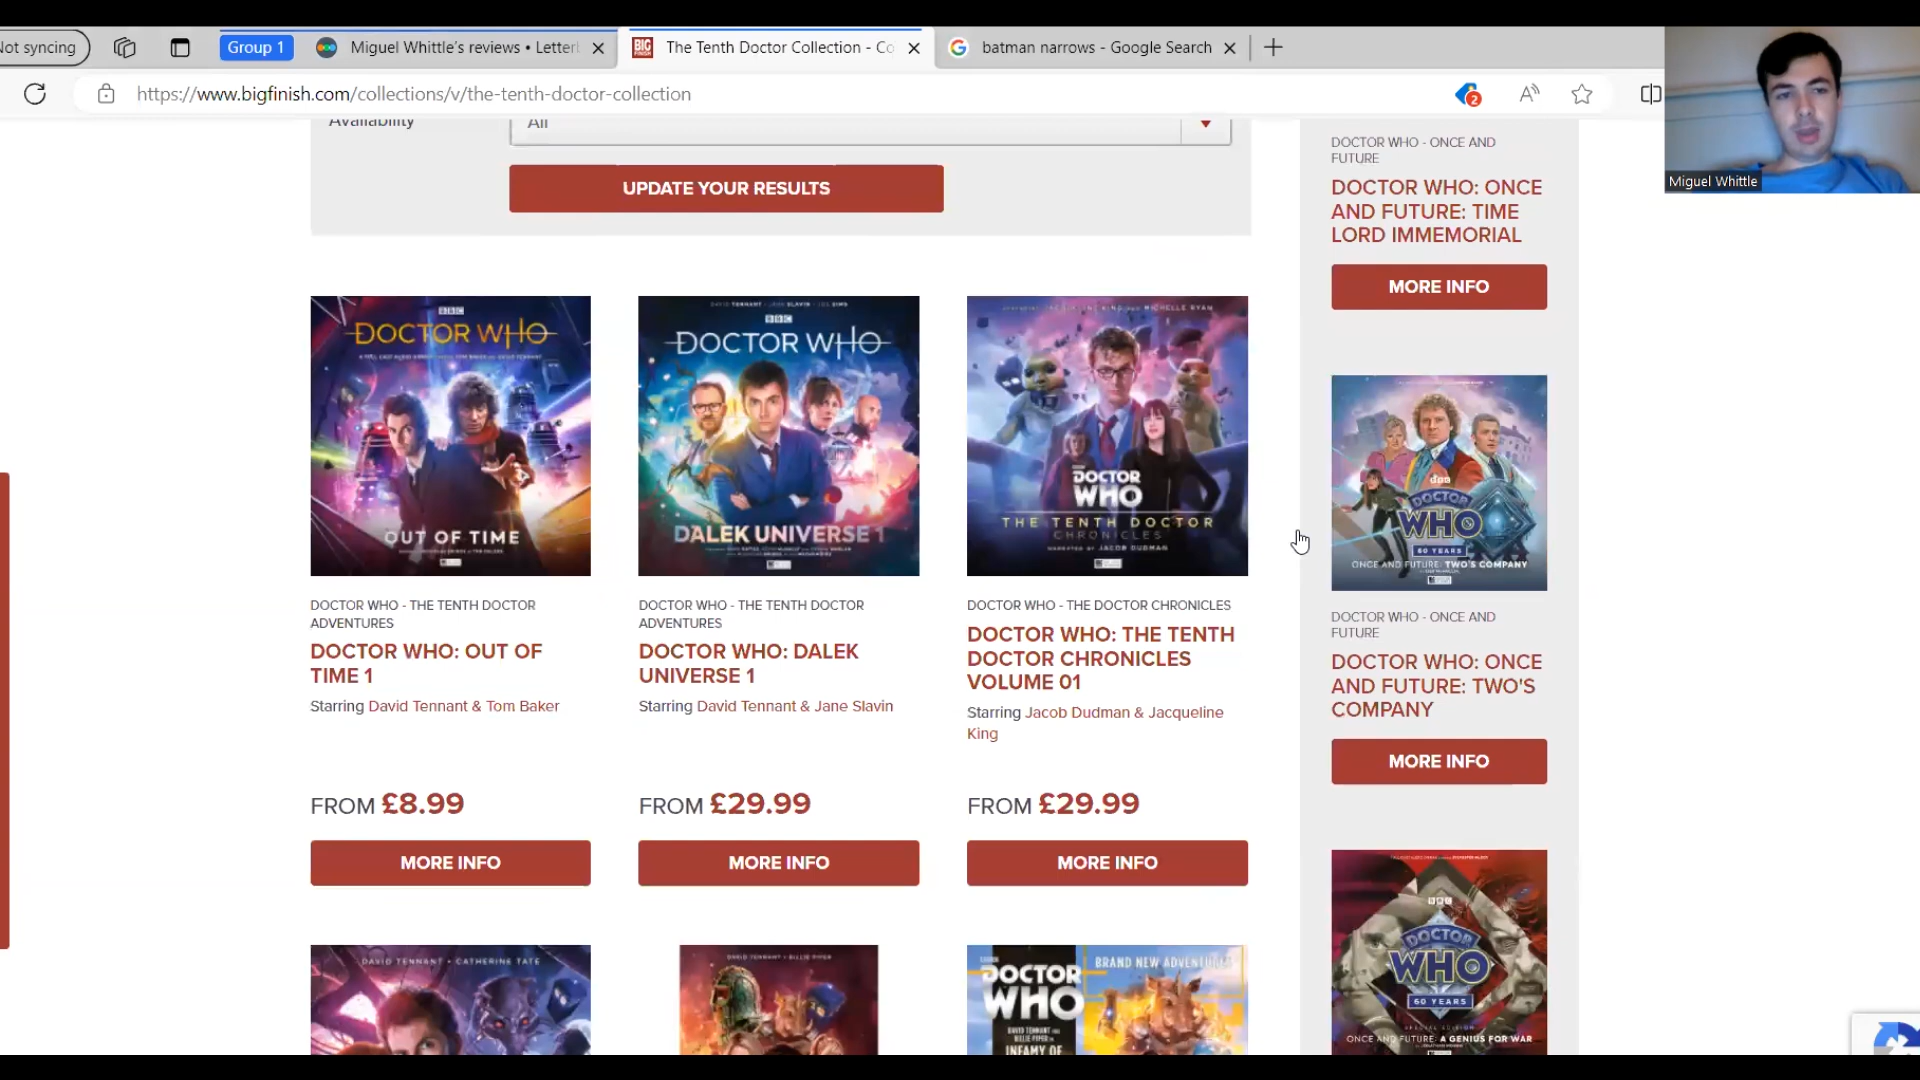 Not syncing
Group 1
Miguel Whittle's reviews • Letter
The Tenth Doctor Collection - Co
batman narrows - Google Search
https://www.bigfinish.com/collections/v/the-tenth-doctor-collection
2
Miguel Whittle
Availability
All
UPDATE YOUR RESULTS
DOCTOR WHO - ONCE AND
FUTURE
DOCTOR WHO: ONCE
AND FUTURE: TIME
LORD IMMEMORIAL
MORE INFO
BBC
DOCTOR WHO
OUT OF TIME
DOCTOR WHO - THE TENTH DOCTOR
ADVENTURES
DOCTOR WHO: OUT OF
TIME 1
Starring David Tennant & Tom Baker
FROM £8.99
MORE INFO
BBC
DOCTOR WHO
DALEK UNIVERSE 1
DOCTOR WHO - THE TENTH DOCTOR
ADVENTURES
DOCTOR WHO: DALEK
UNIVERSE 1
Starring David Tennant & Jane Slavin
FROM £29.99
MORE INFO
DOCTOR
WHO
THE TENTH DOCTOR
CHRONICLES
NARRATED BY JACOB DUDMAN
DOCTOR WHO - THE DOCTOR CHRONICLES
DOCTOR WHO: THE TENTH
DOCTOR CHRONICLES
VOLUME 01
Starring Jacob Dudman & Jacqueline
King
FROM £29.99
MORE INFO
DOCTOR
WHO
60 YEARS
ONCE AND FUTURE: TWO'S COMPANY
DOCTOR WHO - ONCE AND
FUTURE
DOCTOR WHO: ONCE
AND FUTURE: TWO'S
COMPANY
MORE INFO
DAVID TENNANT • CATHERINE TATE
DAVID TENNANT • BILLIE PIPER
DOCTOR
WHO
BRAND NEW ADVENTURES
DAVID TENNANT
BILLIE PIPER
INFAMY OF
BBC
DOCTOR
WHO
60 YEARS
SPECIAL EDITION
ONCE AND FUTURE: A GENIUS FOR WAR